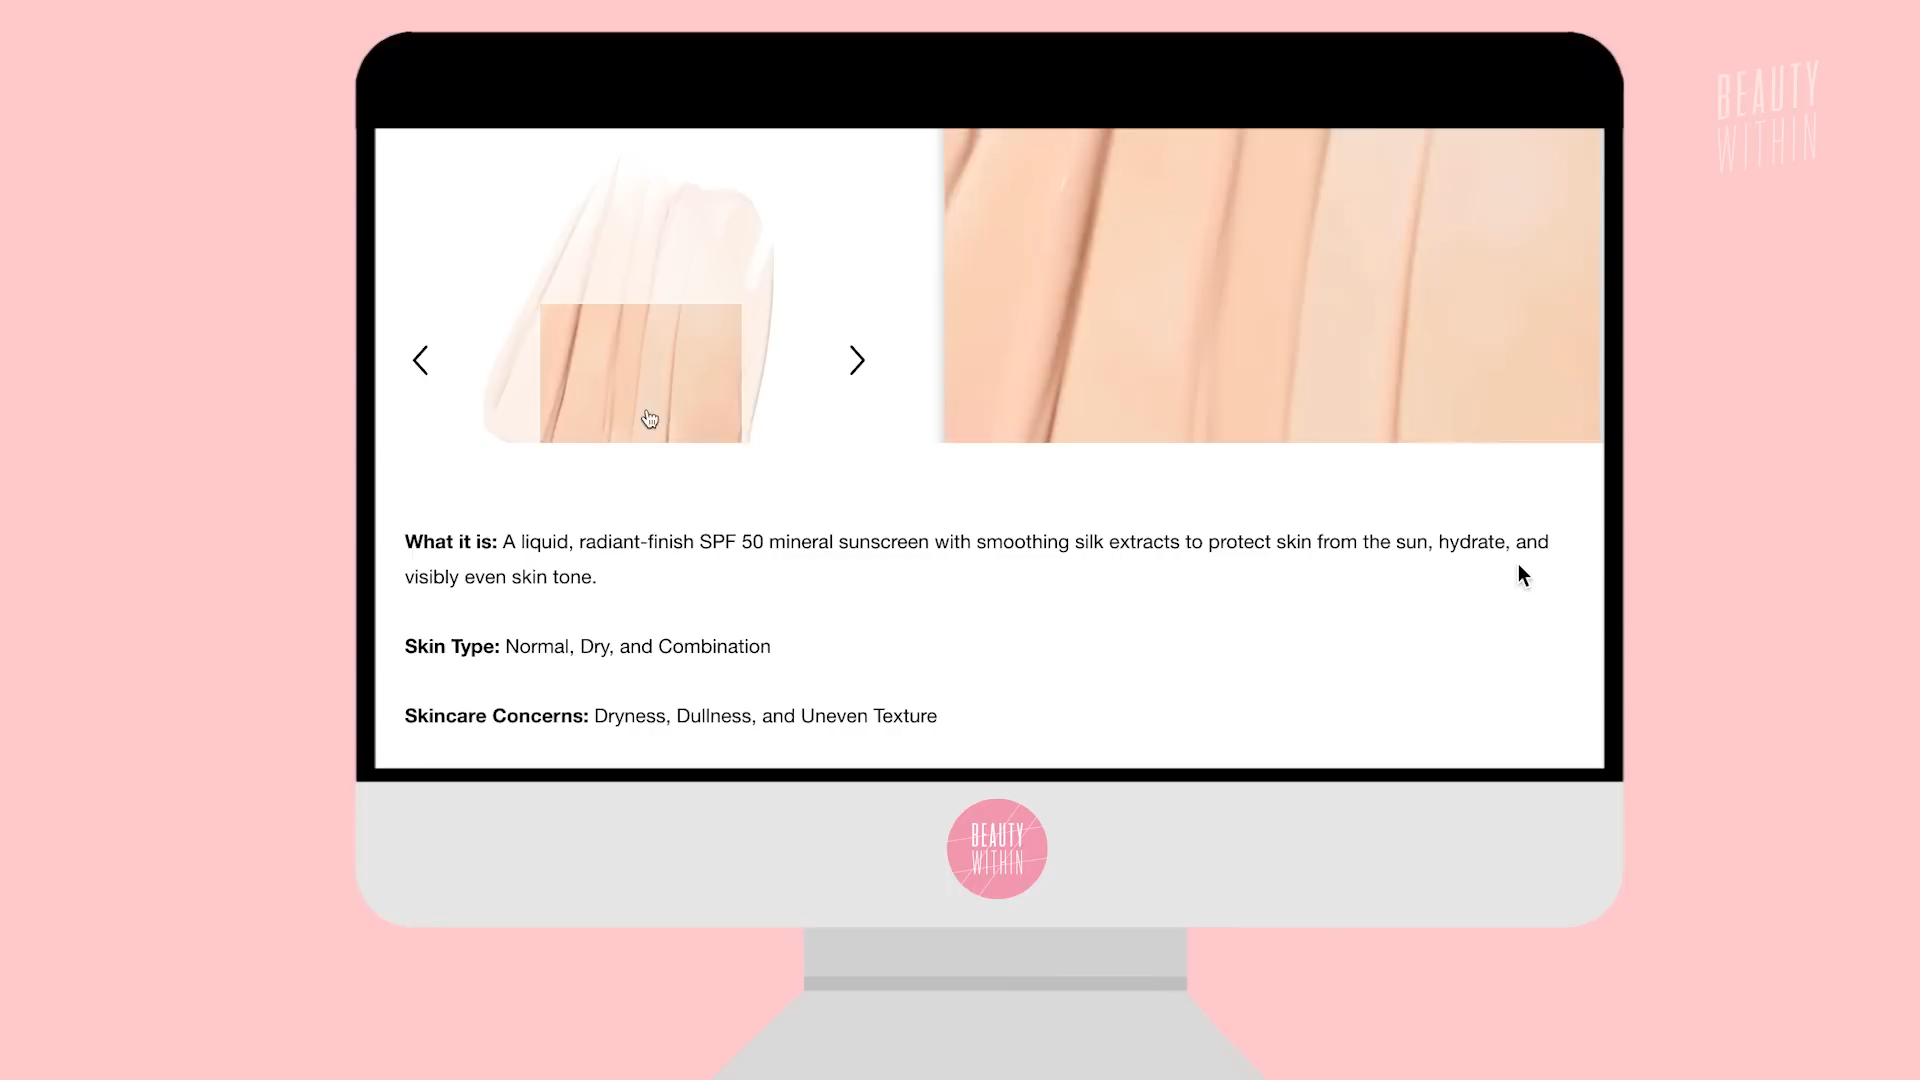 BEAUTY
WITHIN
What it is: A liquid, radiant-finish SPF 50 mineral sunscreen with smoothing silk extracts to protect skin from the sun, hydrate, and
visibly even skin tone.
Skin Type: Normal, Dry, and Combination
Skincare Concerns: Dryness, Dullness, and Uneven Texture
BEAUTY
WITHIN